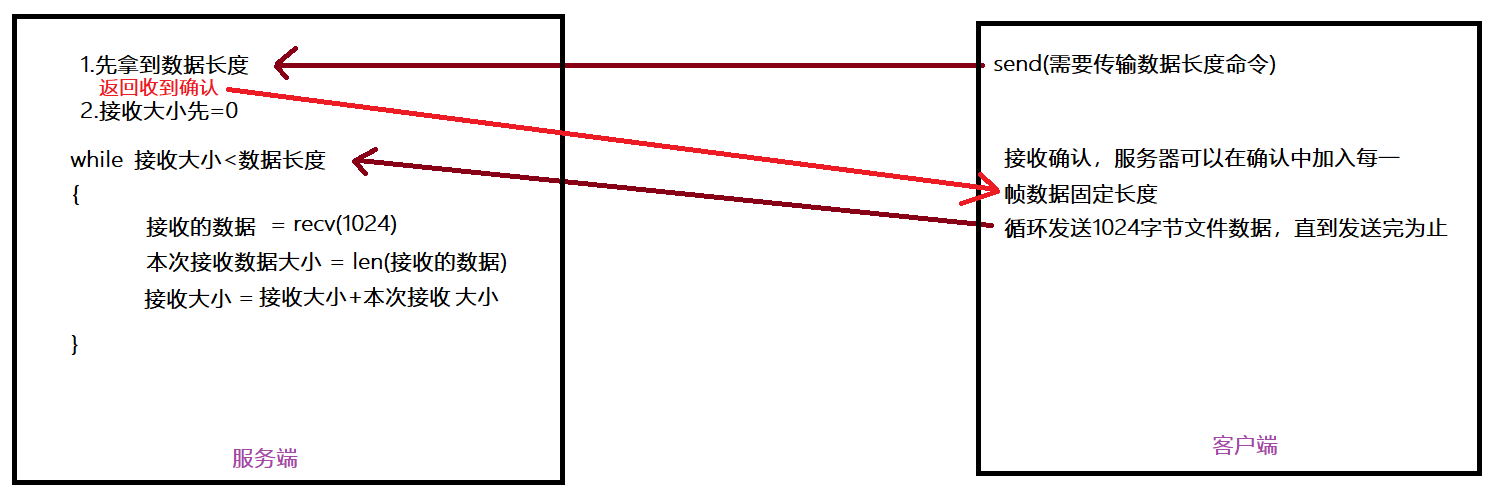 1.先拿到数据长度
返回收到确认
2.接收大小先=0
while 接收大小<数据长度
{
接收的数据 = recv(1024)
本次接收数据大小 = len(接收的数据)
接收大小 = 接收大小+本次接收 大小
}
服务端
send(需要传输数据长度命令)
接收确认，服务器可以在确认中加入每一
帧数据固定长度
循环发送1024字节文件数据，直到发送完为止
客户端